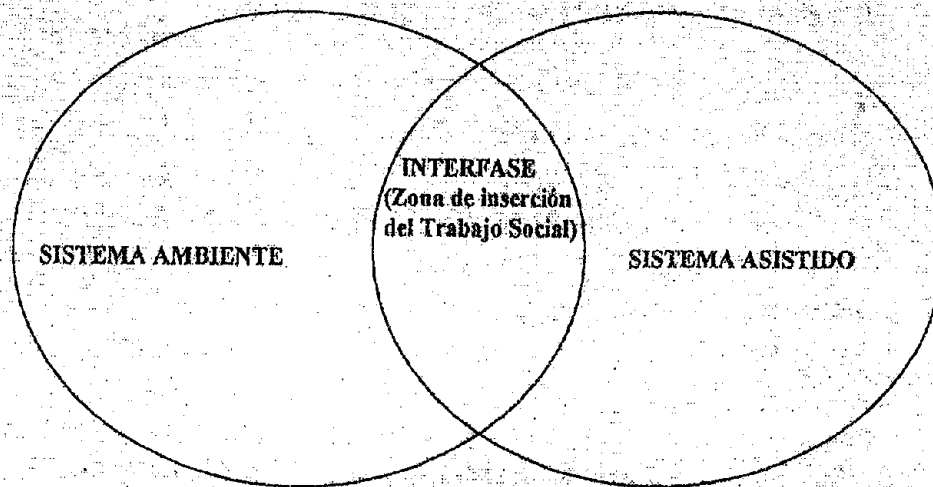 INTERFASE
(Zona de inserción
del Trabajo Social)
SISTEMA AMBIENTE
SISTEMA ASISTIDO